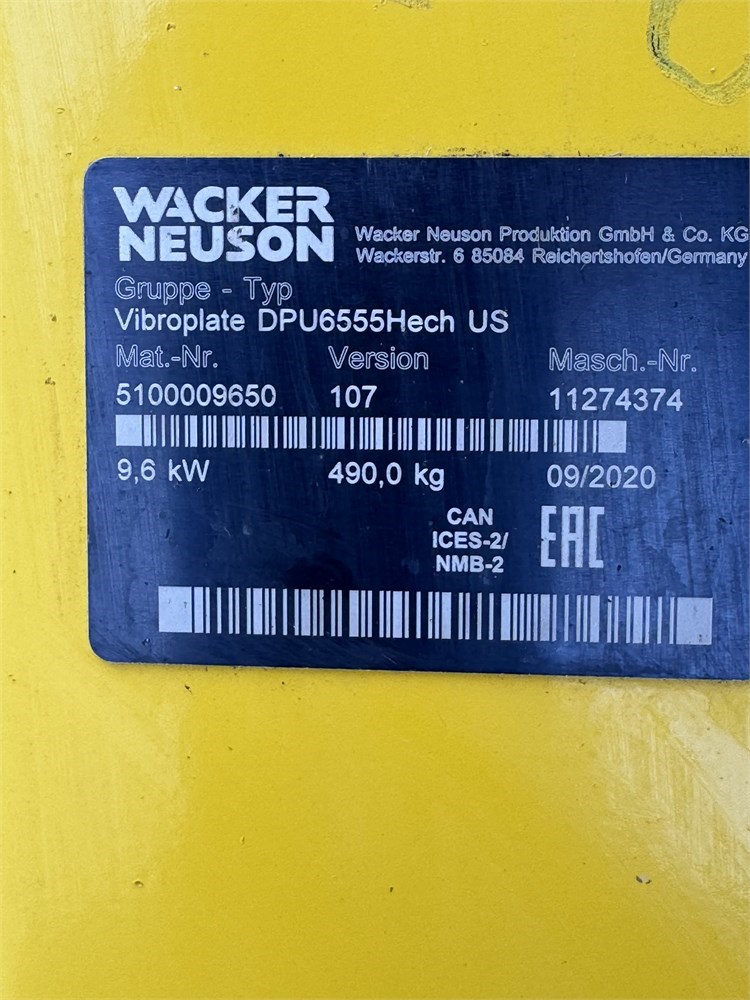 WACKER
NEUSON
Wacker Neuson Produktion GmbH & Co. KG
Wackerstr. 6 85084 Reichertshofen/Germany
Gruppe - Typ
Vibroplate DPU6555Hech US
Mat.-Nr. Version Masch.-Nr.
5100009650 107 11274374
9,6 kW 490,0 kg 09/2020
CAN
ICES-2/
NMB-2
EAC